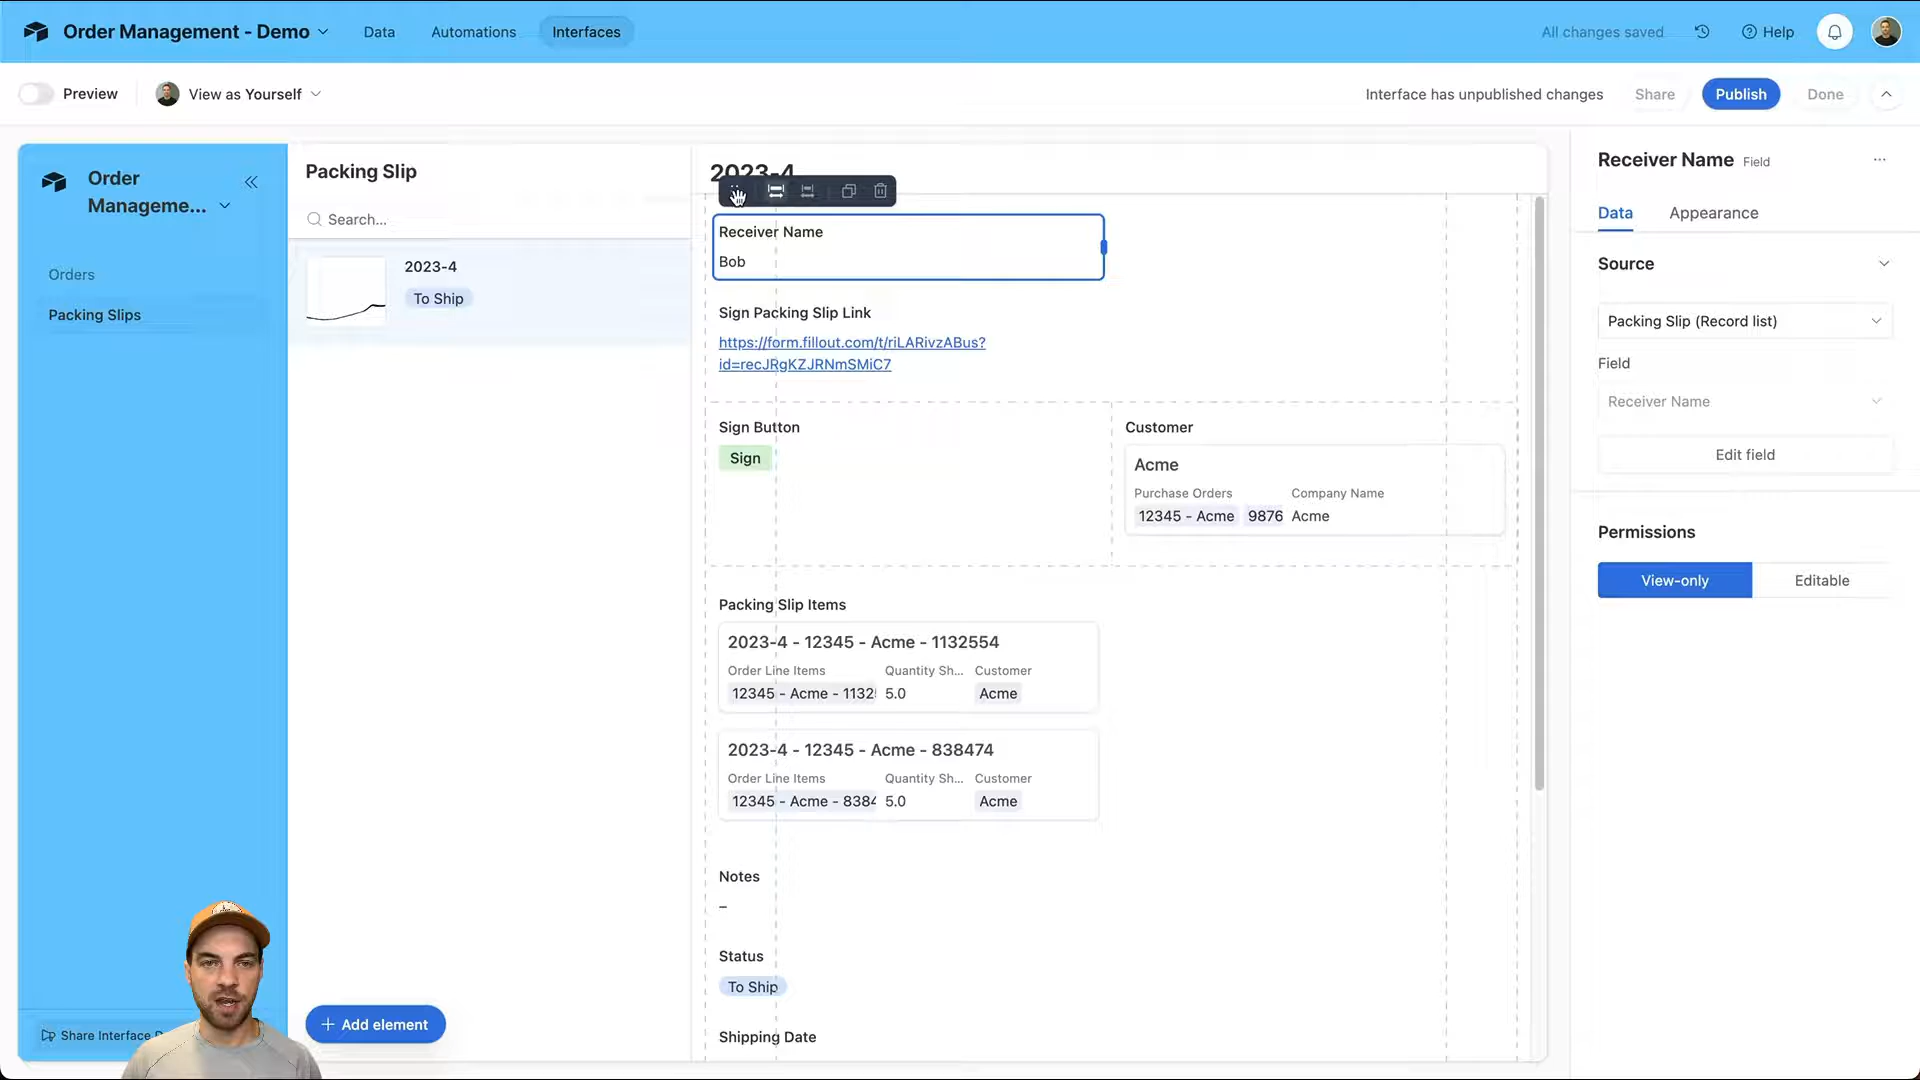 Order Management - Demo
Data
Automations
Interfaces
All changes saved
Help
Preview
View as Yourself
Interface has unpublished changes
Share
Publish
Done
Order
Manageme...
Orders
Packing Slips
Share Interface
Packing Slip
Search...
2023-4
To Ship
Add element
2023-4
Receiver Name
Bob
Sign Packing Slip Link
https://form.fillout.com/t/riLARivzABus?
id=recJRgKZJRNmSMiC7
Sign Button
Sign
Customer
Acme
Purchase Orders
Company Name
12345 - Acme
9876
Acme
Packing Slip Items
2023-4 - 12345 - Acme - 1132554
Order Line Items
Quantity Sh...
Customer
12345 - Acme - 1132
5.0
Acme
2023-4 - 12345 - Acme - 838474
Order Line Items
Quantity Sh...
Customer
12345 - Acme - 8384
5.0
Acme
Notes
–
Status
To Ship
Shipping Date
Receiver Name
Field
Data
Appearance
Source
Packing Slip (Record list)
Field
Receiver Name
Edit field
Permissions
View-only
Editable